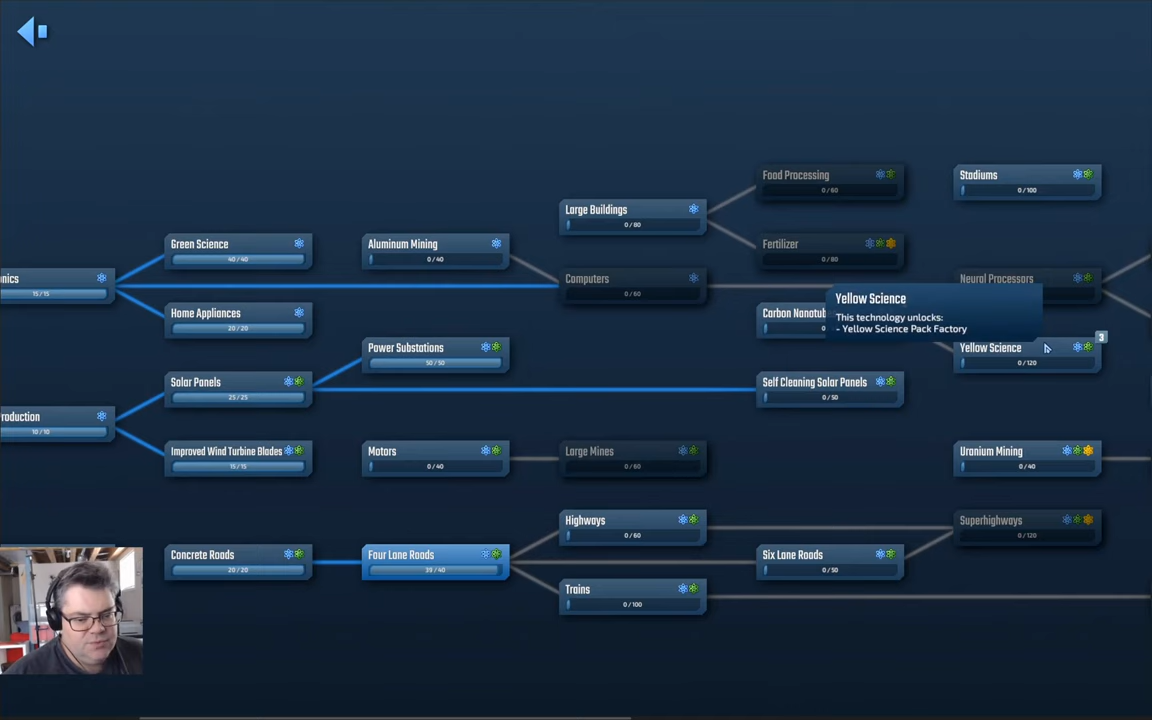 Food Processing
0/60
Stadiums
0/100
Large Buildings
0/80
Green Science
40/40
Aluminum Mining
0/40
Fertilizer
0/80
nics
15/15
Computers
0/60
Neural Processors
Yellow Science
This technology unlocks:
- Yellow Science Pack Factory
Home Appliances
20/20
Carbon Nanotub
0
3
Power Substations
50/50
Yellow Science
0/120
Solar Panels
25/25
Self Cleaning Solar Panels
0/50
roduction
10/10
Improved Wind Turbine Blades
15/15
Motors
0/40
Large Mines
0/60
Uranium Mining
0/40
Highways
0/60
Superhighways
0/120
Concrete Roads
20/20
Four Lane Roads
39/40
Six Lane Roads
0/50
Trains
0/100